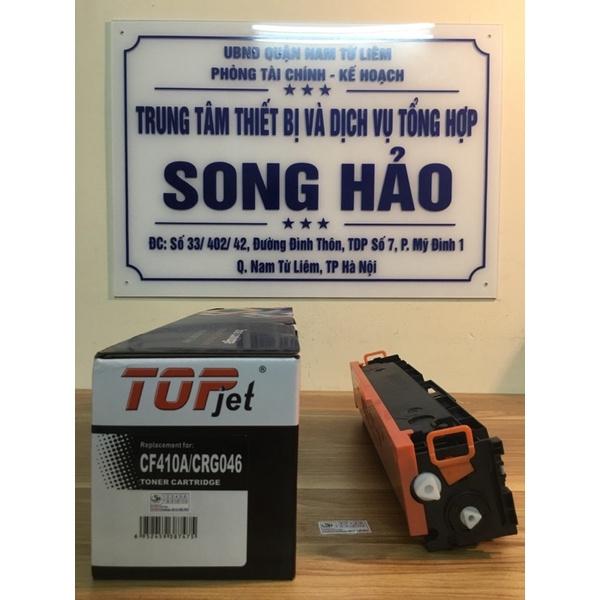 UBND QUẬN NAM TỪ LIÊM
PHÒNG TÀI CHÍNH - KẾ HOẠCH
TRUNG TÂM THIẾT BỊ VÀ DỊCH VỤ TỔNG HỢP
SONG HẢO
ĐC: Số 33/ 402/ 42, Đường Đình Thôn, TDP Số 7, P. Mỹ Đình 1
Q. Nam Từ Liêm, TP Hà Nội
TOPjet®
Replacement for:
CF410A/CRG046
TONER CARTRIDGE